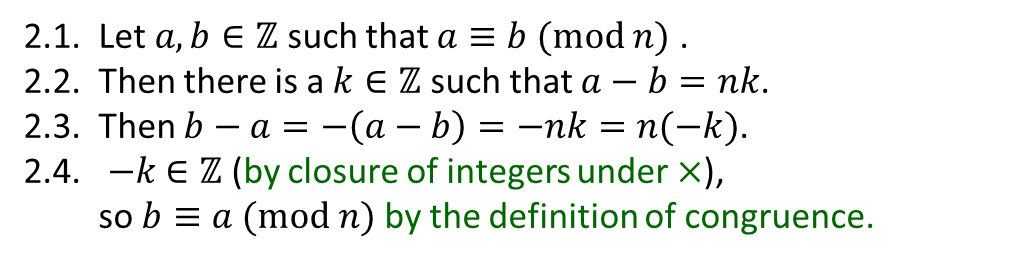 2.1. Let a, b ∈ ℤ such that a ≡ b (mod n) .
2.2. Then there is a k ∈ ℤ such that a − b = nk.
2.3. Then b − a = −(a − b) = −nk = n(−k).
2.4. −k ∈ ℤ (by closure of integers under ×),
so b ≡ a (mod n) by the definition of congruence.